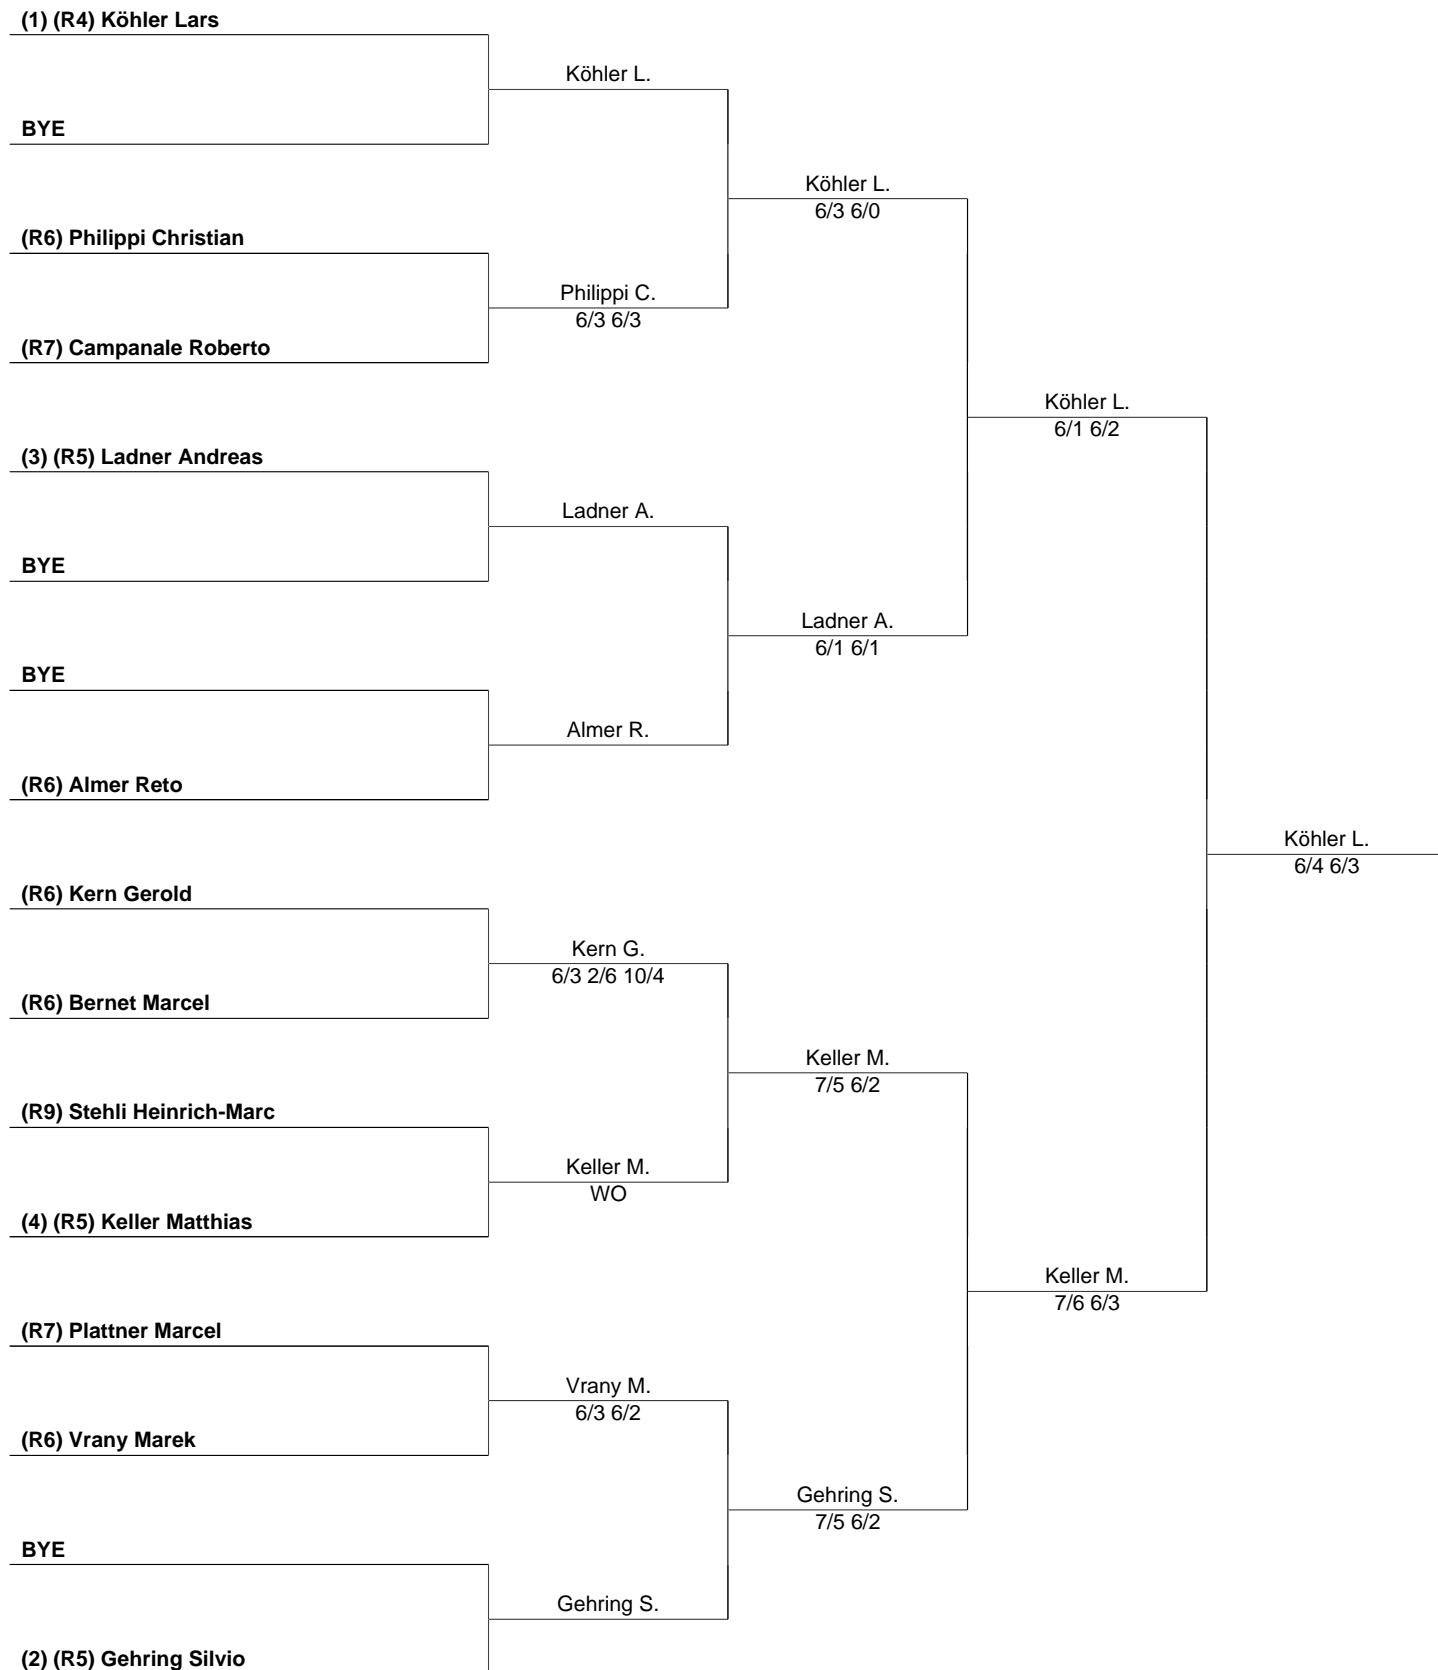 (1) (R4) Köhler Lars
Köhler L.
BYE
Köhler L.
6/3 6/0
(R6) Philippi Christian
Philippi C.
6/3 6/3
(R7) Campanale Roberto
Köhler L.
6/1 6/2
(3) (R5) Ladner Andreas
Ladner A.
BYE
Ladner A.
6/1 6/1
BYE
Almer R.
(R6) Almer Reto
Köhler L.
6/4 6/3
(R6) Kern Gerold
Kern G.
6/3 2/6 10/4
(R6) Bernet Marcel
Keller M.
7/5 6/2
(R9) Stehli Heinrich-Marc
Keller M.
WO
(4) (R5) Keller Matthias
Keller M.
7/6 6/3
(R7) Plattner Marcel
Vrany M.
6/3 6/2
(R6) Vrany Marek
Gehring S.
7/5 6/2
BYE
Gehring S.
(2) (R5) Gehring Silvio